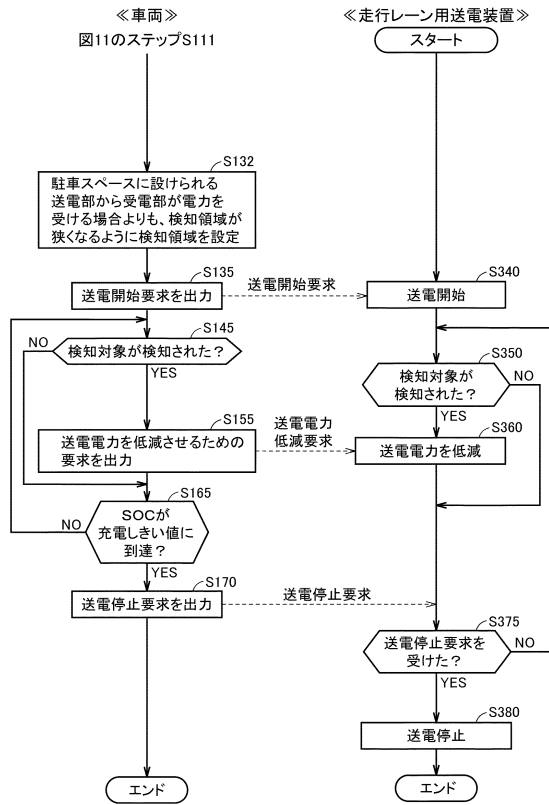 ≪車両≫
図11のステップS111
S132
駐車スペースに設けられる
送電部から受電部が電力を
受ける場合よりも、検知領域が
狭くなるように検知領域を設定
S135
送電開始要求を出力
送電開始要求
S145
検知対象が検知された？
NO
YES
S155
送電電力を低減させるための
要求を出力
送電電力
低減要求
S165
SOCが
充電しきい値に
到達？
NO
YES
S170
送電停止要求を出力
送電停止要求
エンド
≪走行レーン用送電装置≫
スタート
S340
送電開始
S350
検知対象が
検知された？
NO
YES
S360
送電電力を低減
S375
送電停止要求を
受けた？
NO
YES
S380
送電停止
エンド